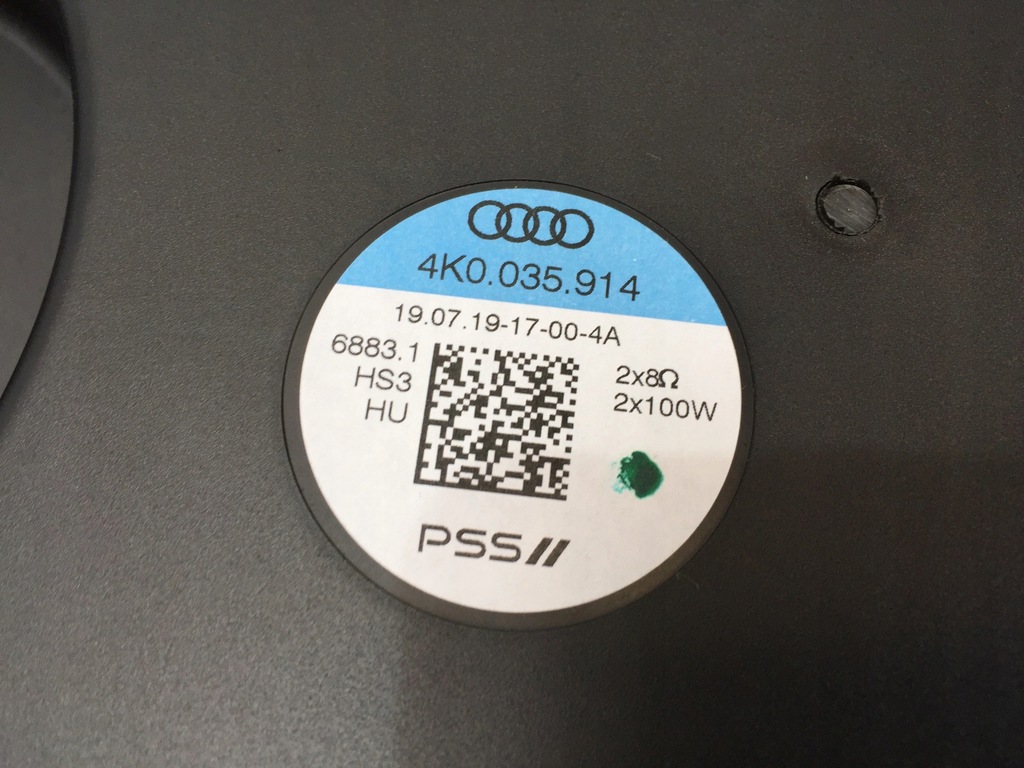 4K0.035.914
19.07.19-17-00-4A
6883.1
HS3
HU
2x8Ω
2x100W
PSS//